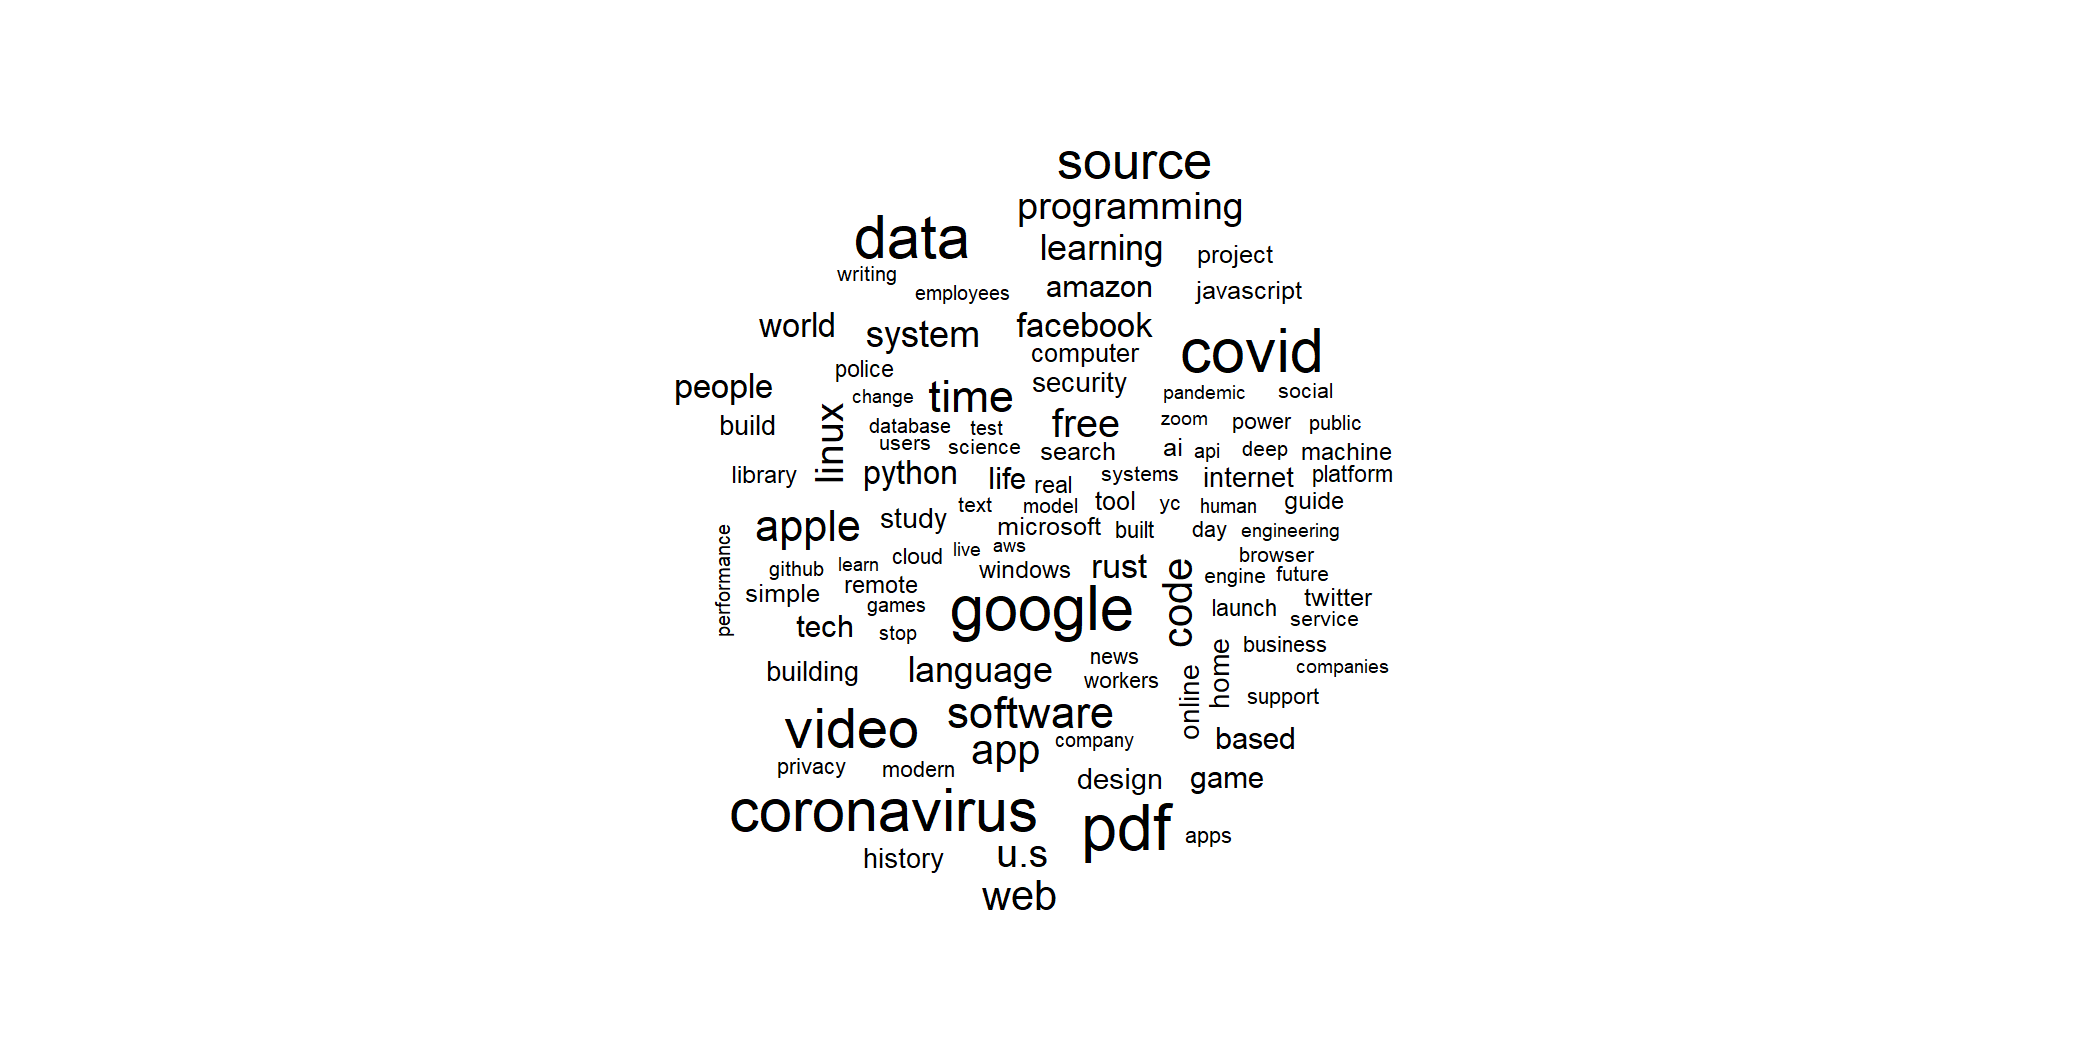 source
programming
data
learning
project
writing
employees
amazon
javascript
world
system
facebook
covid
computer
police
people
change
time
security
pandemic
social
build
linux
database
test
free
zoom
power
public
users
science
search
ai
api
deep
machine
library
python
life
real
systems
internet
platform
text
model
tool
yc
human
guide
apple
study
microsoft
built
day
engineering
performance
github
learn
cloud
live
aws
windows
rust
code
browser
engine
future
simple
remote
games
google
launch
twitter
service
tech
stop
building
language
news
workers
online
home
business
companies
support
video
software
app
company
based
privacy
modern
design
game
coronavirus
pdf
apps
history
u.s
web